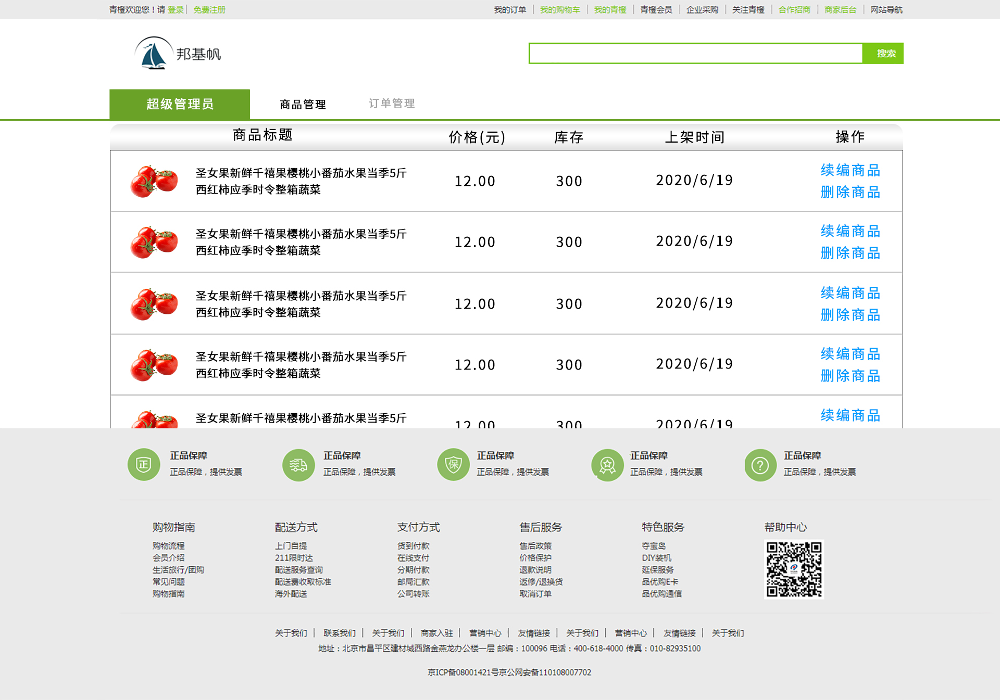 青橙欢迎您！请 登录 | 免费注册
我的订单 | 我的购物车 | 我的青橙 | 青橙会员 | 企业采购 | 关注青橙 | 合作招商 | 商家后台 | 网站导航
邦基帆
搜索
超级管理员 商品管理 订单管理
商品标题 价格(元) 库存 上架时间 操作
圣女果新鲜千禧果樱桃小番茄水果当季5斤
西红柿应季时令整箱蔬菜
12.00 300 2020/6/19
续编商品
删除商品
圣女果新鲜千禧果樱桃小番茄水果当季5斤
西红柿应季时令整箱蔬菜
12.00 300 2020/6/19
续编商品
删除商品
圣女果新鲜千禧果樱桃小番茄水果当季5斤
西红柿应季时令整箱蔬菜
12.00 300 2020/6/19
续编商品
删除商品
圣女果新鲜千禧果樱桃小番茄水果当季5斤
西红柿应季时令整箱蔬菜
12.00 300 2020/6/19
续编商品
删除商品
圣女果新鲜千禧果樱桃小番茄水果当季5斤
12.00 300 2020/6/19
续编商品
正 正品保障
正品保障，提供发票
正品保障
正品保障，提供发票
保 正品保障
正品保障，提供发票
正品保障
正品保障，提供发票
? 正品保障
正品保障，提供发票
购物指南
购物流程
会员介绍
生活旅行/团购
常见问题
购物指南
配送方式
上门自提
211限时达
配送服务查询
配送费收取标准
海外配送
支付方式
货到付款
在线支付
分期付款
邮局汇款
公司转账
售后服务
售后政策
价格保护
退款说明
返修/退换货
取消订单
特色服务
夺宝岛
DIY装机
延保服务
品优购E卡
品优购通信
帮助中心
关于我们 | 联系我们 | 关于我们 | 商家入驻 | 营销中心 | 友情链接 | 关于我们 | 营销中心 | 友情链接 | 关于我们
地址：北京市昌平区建材城西路金燕龙办公楼一层 邮编：100096 电话：400-618-4000 传真：010-82935100
京ICP备08001421号京公网安备110108007702